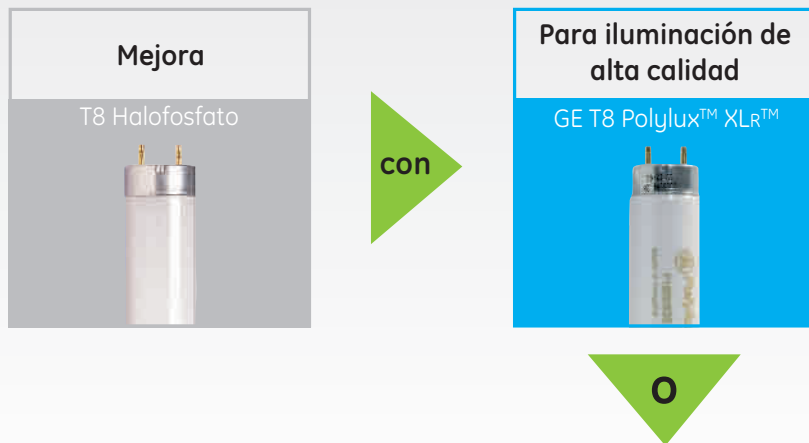 Mejora
T8 Halofosfato
con
Para iluminación de
alta calidad
GE T8 Polylux™ XLR™
O